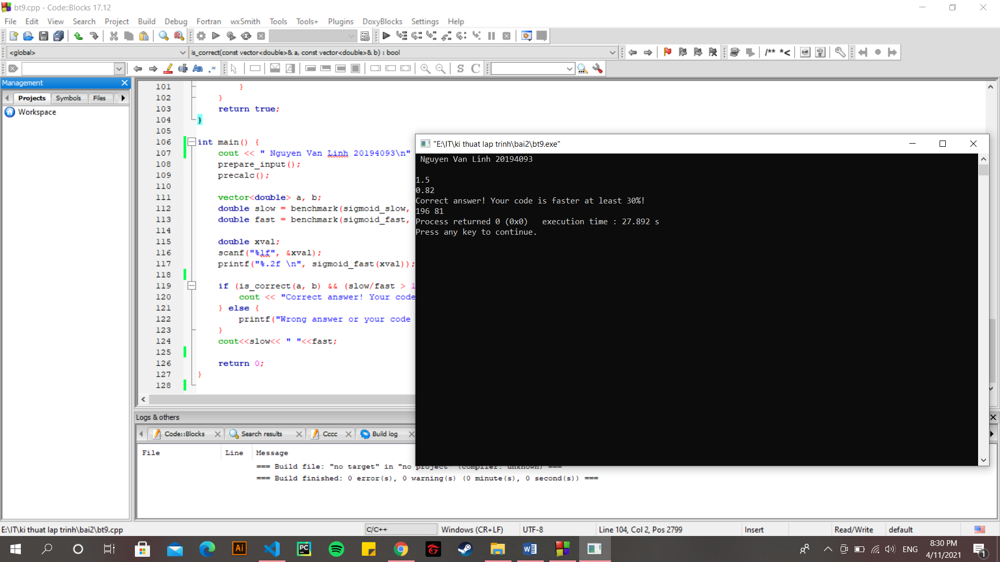 bt9.cpp - Code::Blocks 17.12
File Edit View Search Project Build Debug Fortran wxSmith Tools Tools+ Plugins DoxyBlocks Settings Help
<global> is_correct(const vector<double>& a, const vector<double>& b) : bool
/** *<
Management
Projects Symbols Files
Workspace
101 }
102 }
103 return true;
104 }
105
106 int main() {
107 cout << " Nguyen Van Linh 20194093\n"
108 prepare_input();
109 precalc();
110
111 vector<double> a, b;
112 double slow = benchmark(sigmoid_slow,
113 double fast = benchmark(sigmoid_fast,
114
115 double xval;
116 scanf("%lf", &xval);
117 printf("%.2f \n", sigmoid_fast(xval));
118
119 if (is_correct(a, b) && (slow/fast > 1
120 cout << "Correct answer! Your code
121 } else {
122 printf("Wrong answer or your code
123 }
124 cout<<slow<< " "<<fast;
125
126 return 0;
127 }
128
"E:\IT\ki thuat lap trinh\bai2\bt9.exe"
Nguyen Van Linh 20194093
1.5
0.82
Correct answer! Your code is faster at least 30%!
196 81
Process returned 0 (0x0) execution time : 27.892 s
Press any key to continue.
Logs & others
Code::Blocks Search results Cccc Build log
File Line Message
=== Build file: "no target" in "no project" (compiler: unknown) ===
=== Build finished: 0 error(s), 0 warning(s) (0 minute(s), 0 second(s)) ===
E:\IT\ki thuat lap trinh\bai2\bt9.cpp C/C++ Windows (CR+LF) UTF-8 Line 104, Col 2, Pos 2799 Insert Read/Write default
Ai PC ENG
8:30 PM
4/11/2021
1